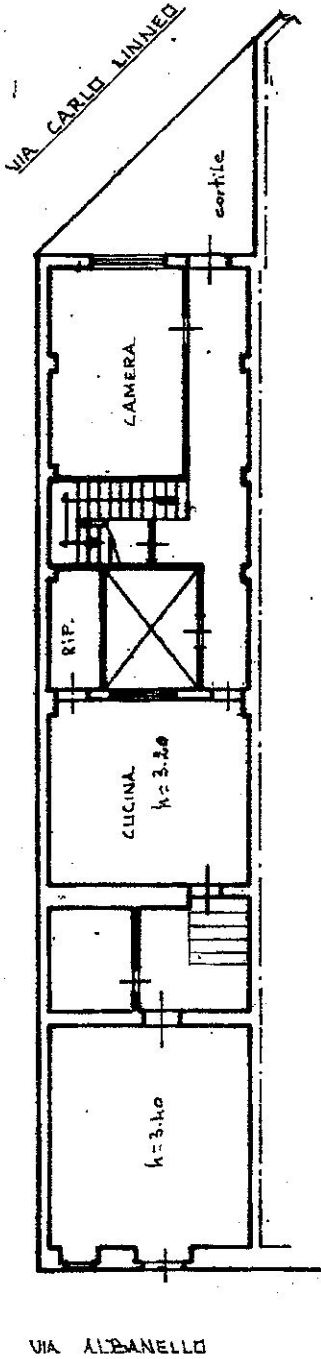 VIA CARLO LINNEO
cortile
CAMERA
RIP.
CUCINA
h=3.20
h=3.40
VIA ALBANELLO